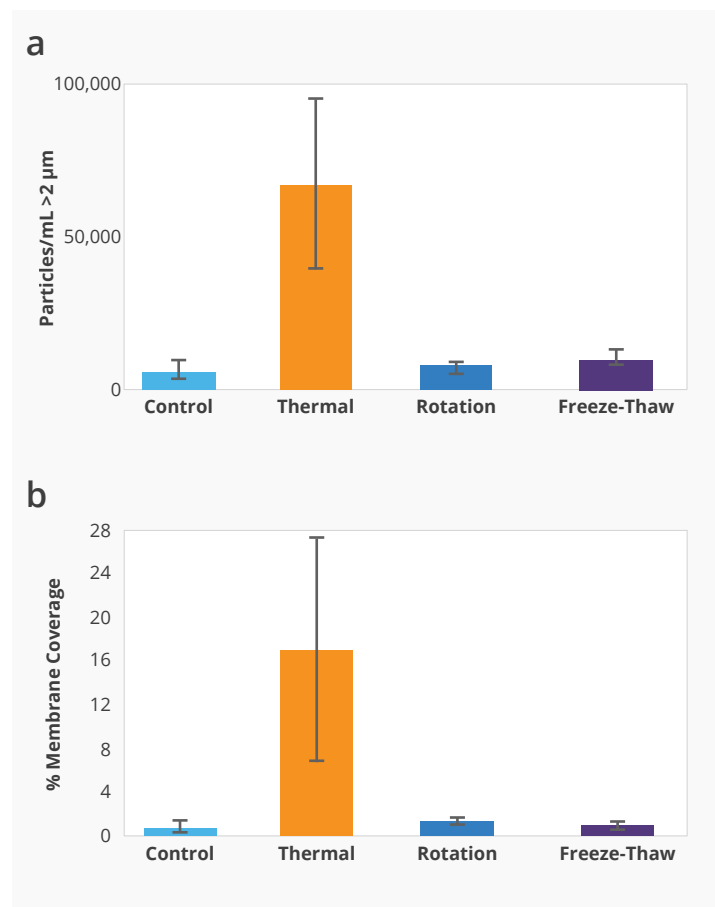 a
100,000
50,000
0
Particles/mL >2 μm
Control Thermal Rotation Freeze-Thaw
b
28
24
20
16
12
8
4
0
% Membrane Coverage
Control Thermal Rotation Freeze-Thaw